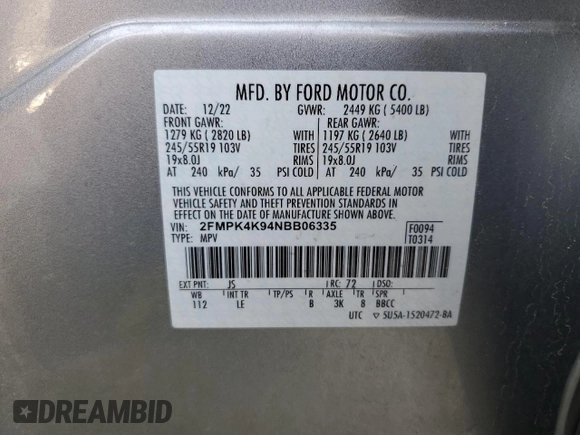 MFD. BY FORD MOTOR CO.
DATE: 12/22 GVWR: 2449 KG ( 5400 LB)
FRONT GAWR: REAR GAWR:
1279 KG ( 2820 LB) WITH 1197 KG ( 2640 LB) WITH
245/55R19 103V TIRES 245/55R19 103V TIRES
19x8.0J RIMS 19x8.0J RIMS
AT 240 kPa/ 35 PSI COLD AT 240 kPa/ 35 PSI COLD
THIS VEHICLE CONFORMS TO ALL APPLICABLE FEDERAL MOTOR
VEHICLE SAFETY AND THEFT PREVENTION STANDARDS IN
EFFECT ON THE DATE OF MANUFACTURE SHOWN ABOVE.
VIN: 2FMPK4K94NBB06335 F0094
TYPE: MPV T0314
EXT PNT: JS RC: 72 DSO:
WB INT TR TP/PS R AXLE TR SPR
112 LE B 3K 8 BBCC
UTC 5U5A-1520472-BA
DREAMBID